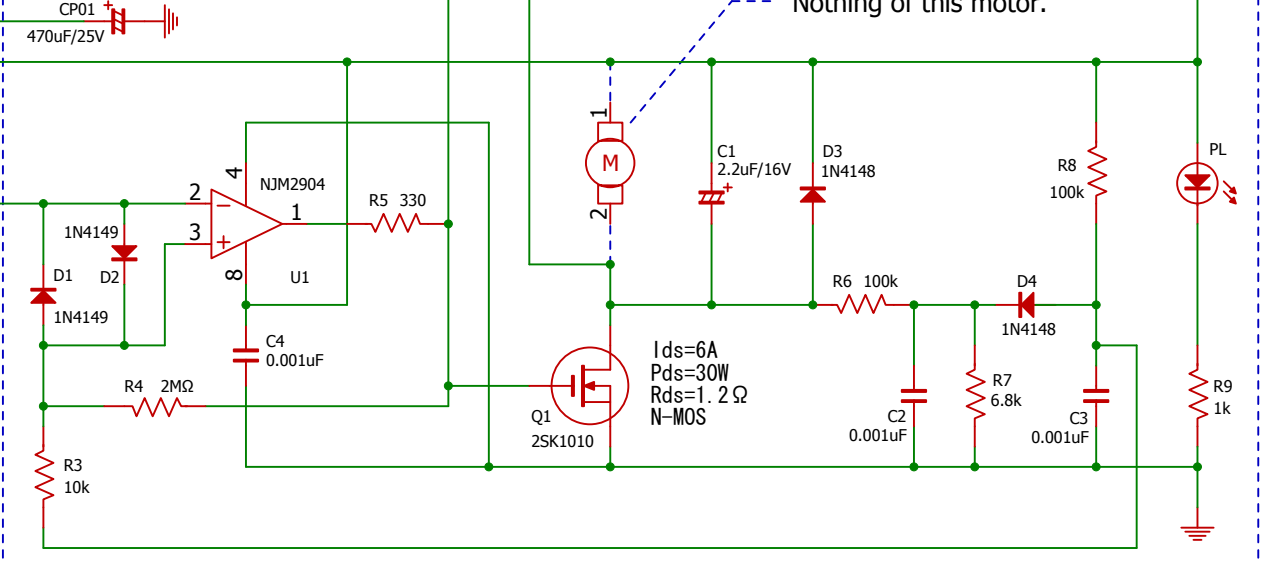 CP01
+
470uF/25V
Nothing of this motor.
4
NJM2904
2
1
3
8
U1
R5 330
1N4149
D1
D2
1N4149
C4
0.001uF
R4 2MΩ
R3
10k
1
M
2
C1
2.2uF/16V
+
D3
1N4148
R8
100k
PL
R6 100k
D4
1N4148
Ids=6A
Pds=30W
Rds=1.2Ω
N-MOS
Q1
2SK1010
R7
6.8k
C2
0.001uF
C3
0.001uF
R9
1k